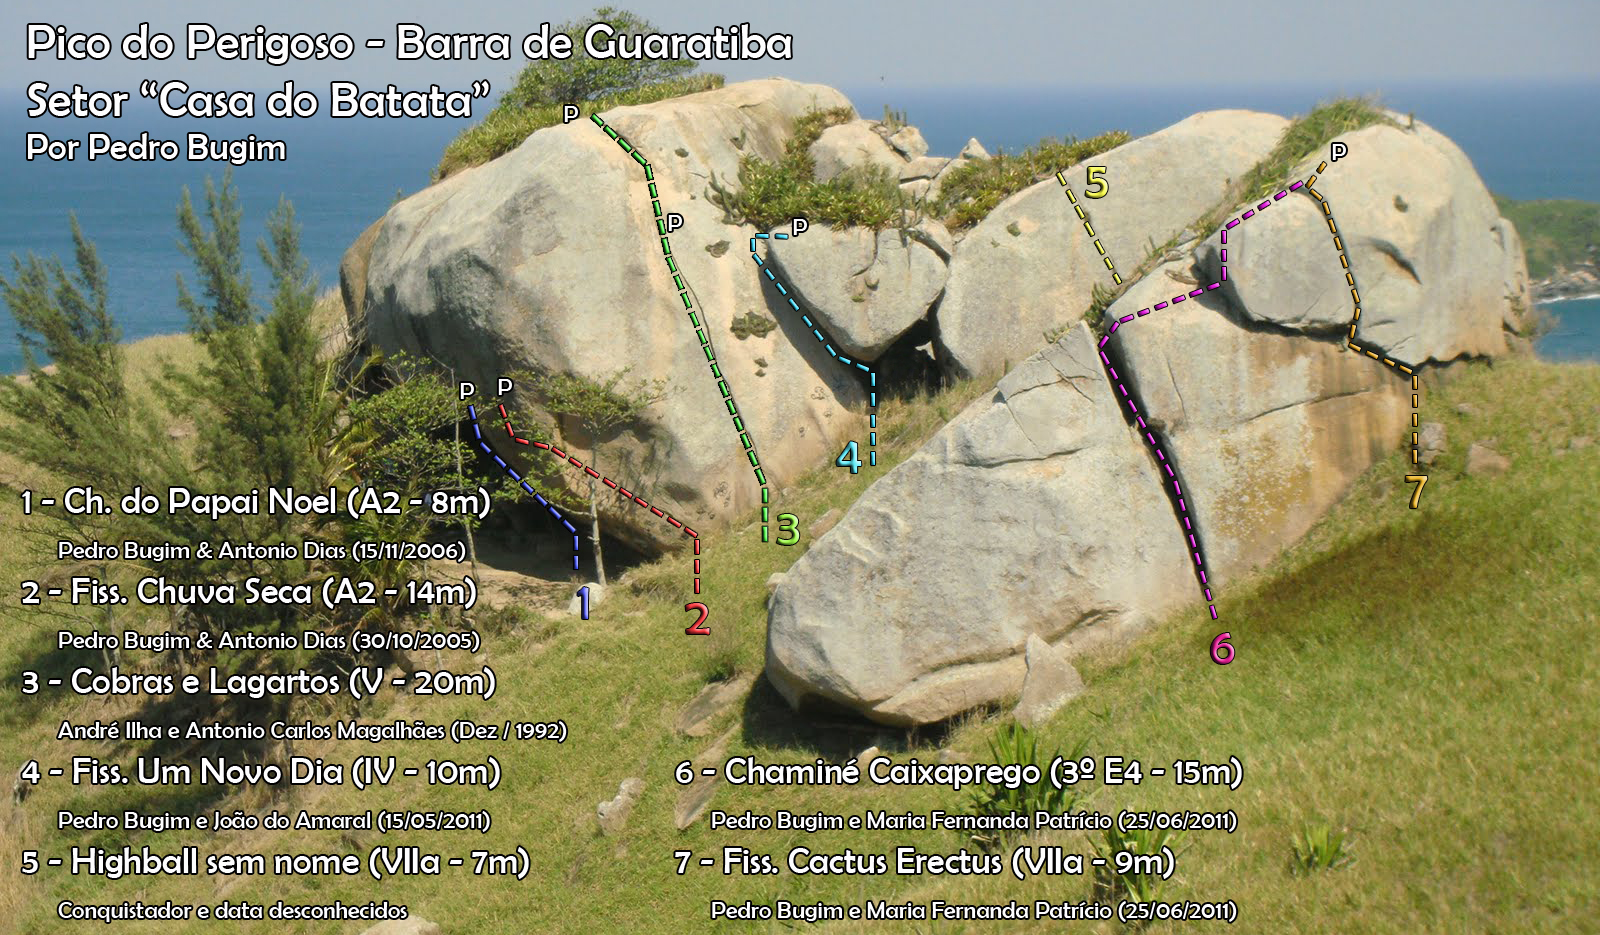 Pico do Perigoso - Barra de Guaratiba
Setor “Casa do Batata”
Por Pedro Bugim
P
P
P
P
P
P
5
4
7
3
1
2
6
1 - Ch. do Papai Noel (A2 - 8m)
Pedro Bugim & Antonio Dias (15/11/2006)
2 - Fiss. Chuva Seca (A2 - 14m)
Pedro Bugim & Antonio Dias (30/10/2005)
3 - Cobras e Lagartos (V - 20m)
André Ilha e Antonio Carlos Magalhães (Dez / 1992)
4 - Fiss. Um Novo Dia (IV - 10m)
Pedro Bugim e João do Amaral (15/05/2011)
5 - Highball sem nome (VIIa - 7m)
Conquistador e data desconhecidos
6 - Chaminé Caixaprego (3º E4 - 15m)
Pedro Bugim e Maria Fernanda Patrício (25/06/2011)
7 - Fiss. Cactus Erectus (VIIa - 9m)
Pedro Bugim e Maria Fernanda Patrício (25/06/2011)